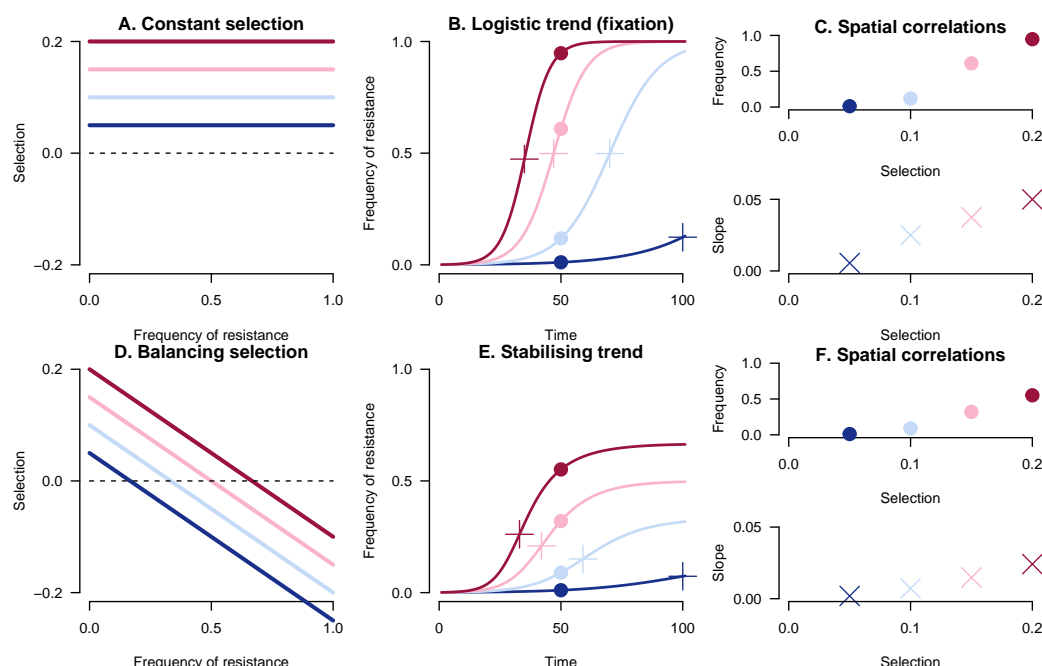 A. Constant selection
0.2
0.0
−0.2
Selection
0.0 0.5 1.0
Frequency of resistance
B. Logistic trend (fixation)
1.0
0.5
0.0
Frequency of resistance
0 50 100
Time
C. Spatial correlations
1.0
0.5
0.0
Frequency
0.0 0.1 0.2
Selection
0.05
0.00
Slope
0.0 0.1 0.2
Selection
D. Balancing selection
0.2
0.0
−0.2
Selection
0.0 0.5 1.0
Frequency of resistance
E. Stabilising trend
1.0
0.5
0.0
Frequency of resistance
0 50 100
Time
F. Spatial correlations
1.0
0.5
0.0
Frequency
0.0 0.1 0.2
Selection
0.05
0.00
Slope
0.0 0.1 0.2
Selection